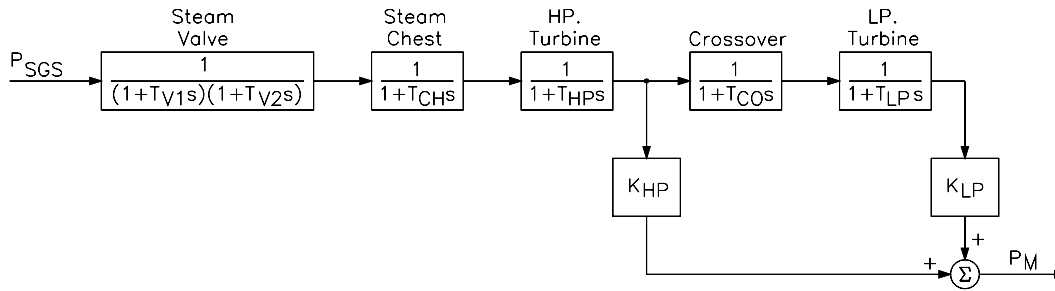 Steam Valve
Steam Chest
HP. Turbine
Crossover
LP. Turbine
P_SGS
1
(1+T_V1s)(1+T_V2s)
1
1+T_CHs
1
1+T_HPs
1
1+T_COs
1
1+T_LPs
K_HP
K_LP
+
+
Σ
P_M